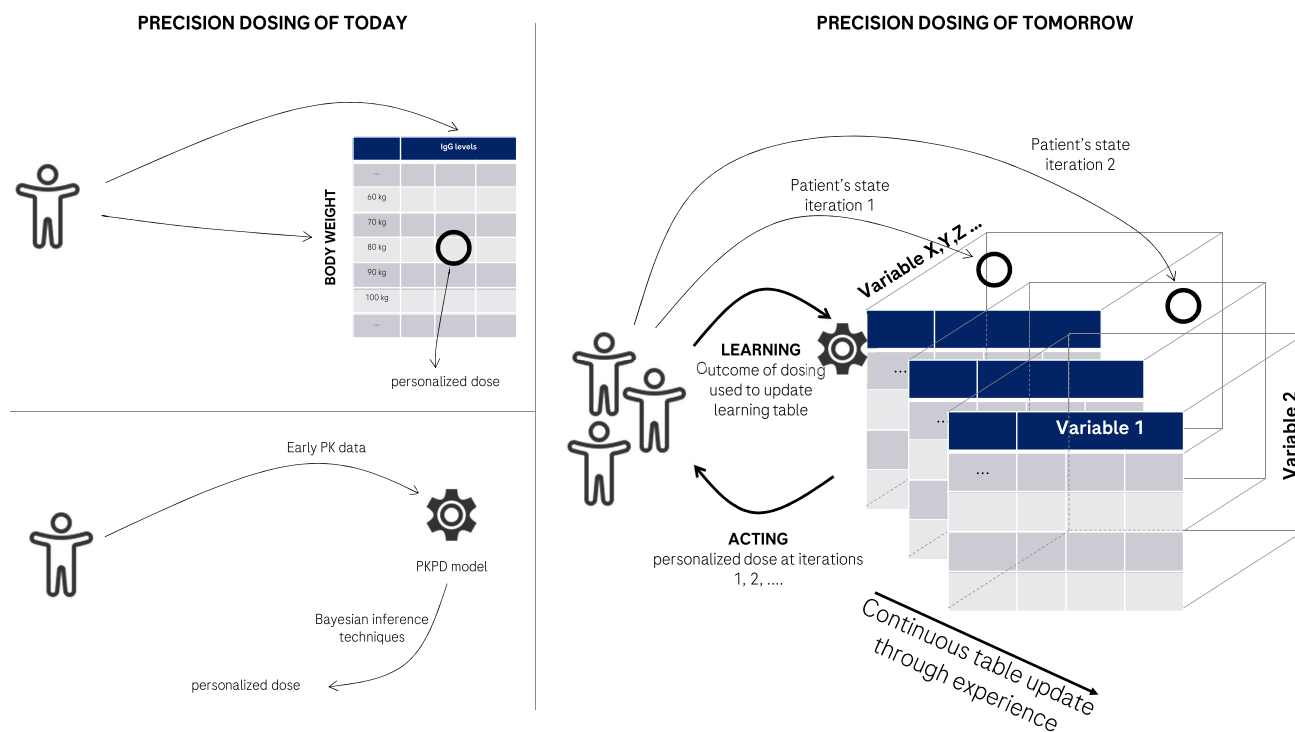 PRECISION DOSING OF TODAY
IgG levels
...
60 kg
70 kg
80 kg
90 kg
100 kg
...
BODY WEIGHT
personalized dose
Early PK data
PKPD model
Bayesian inference
techniques
personalized dose
PRECISION DOSING OF TOMORROW
Patient's state
iteration 1
Patient's state
iteration 2
Variable X,Y,Z ...
LEARNING
Outcome of dosing
used to update
learning table
...
...
Variable 1
...
Variable 2
ACTING
personalized dose at iterations
1, 2, ....
Continuous table update
through experience